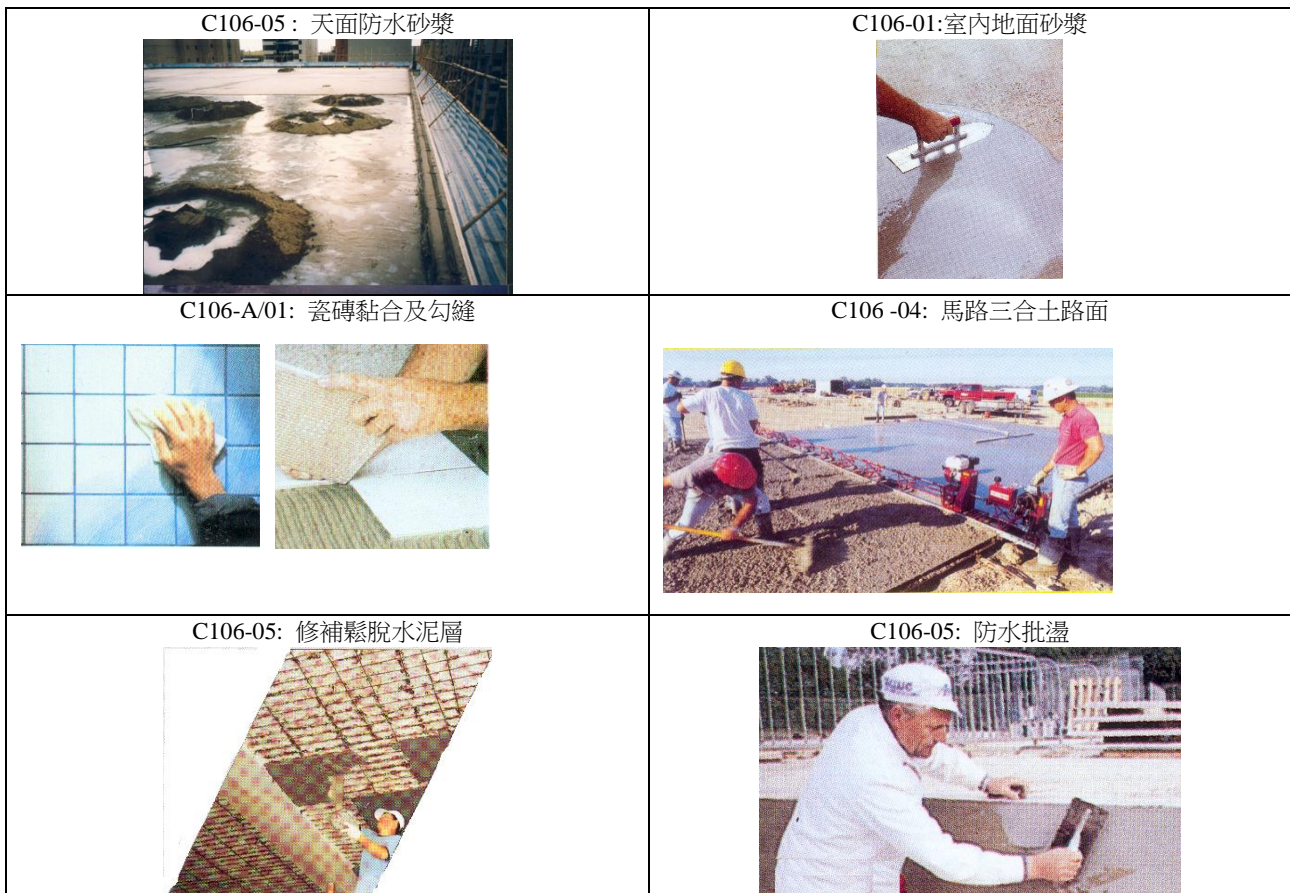 C106-05 : 天面防水砂漿
C106-01:室內地面砂漿
C106-A/01: 瓷磚黏合及勾縫
C106 -04: 馬路三合土路面
C106-05: 修補鬆脫水泥層
C106-05: 防水批盪